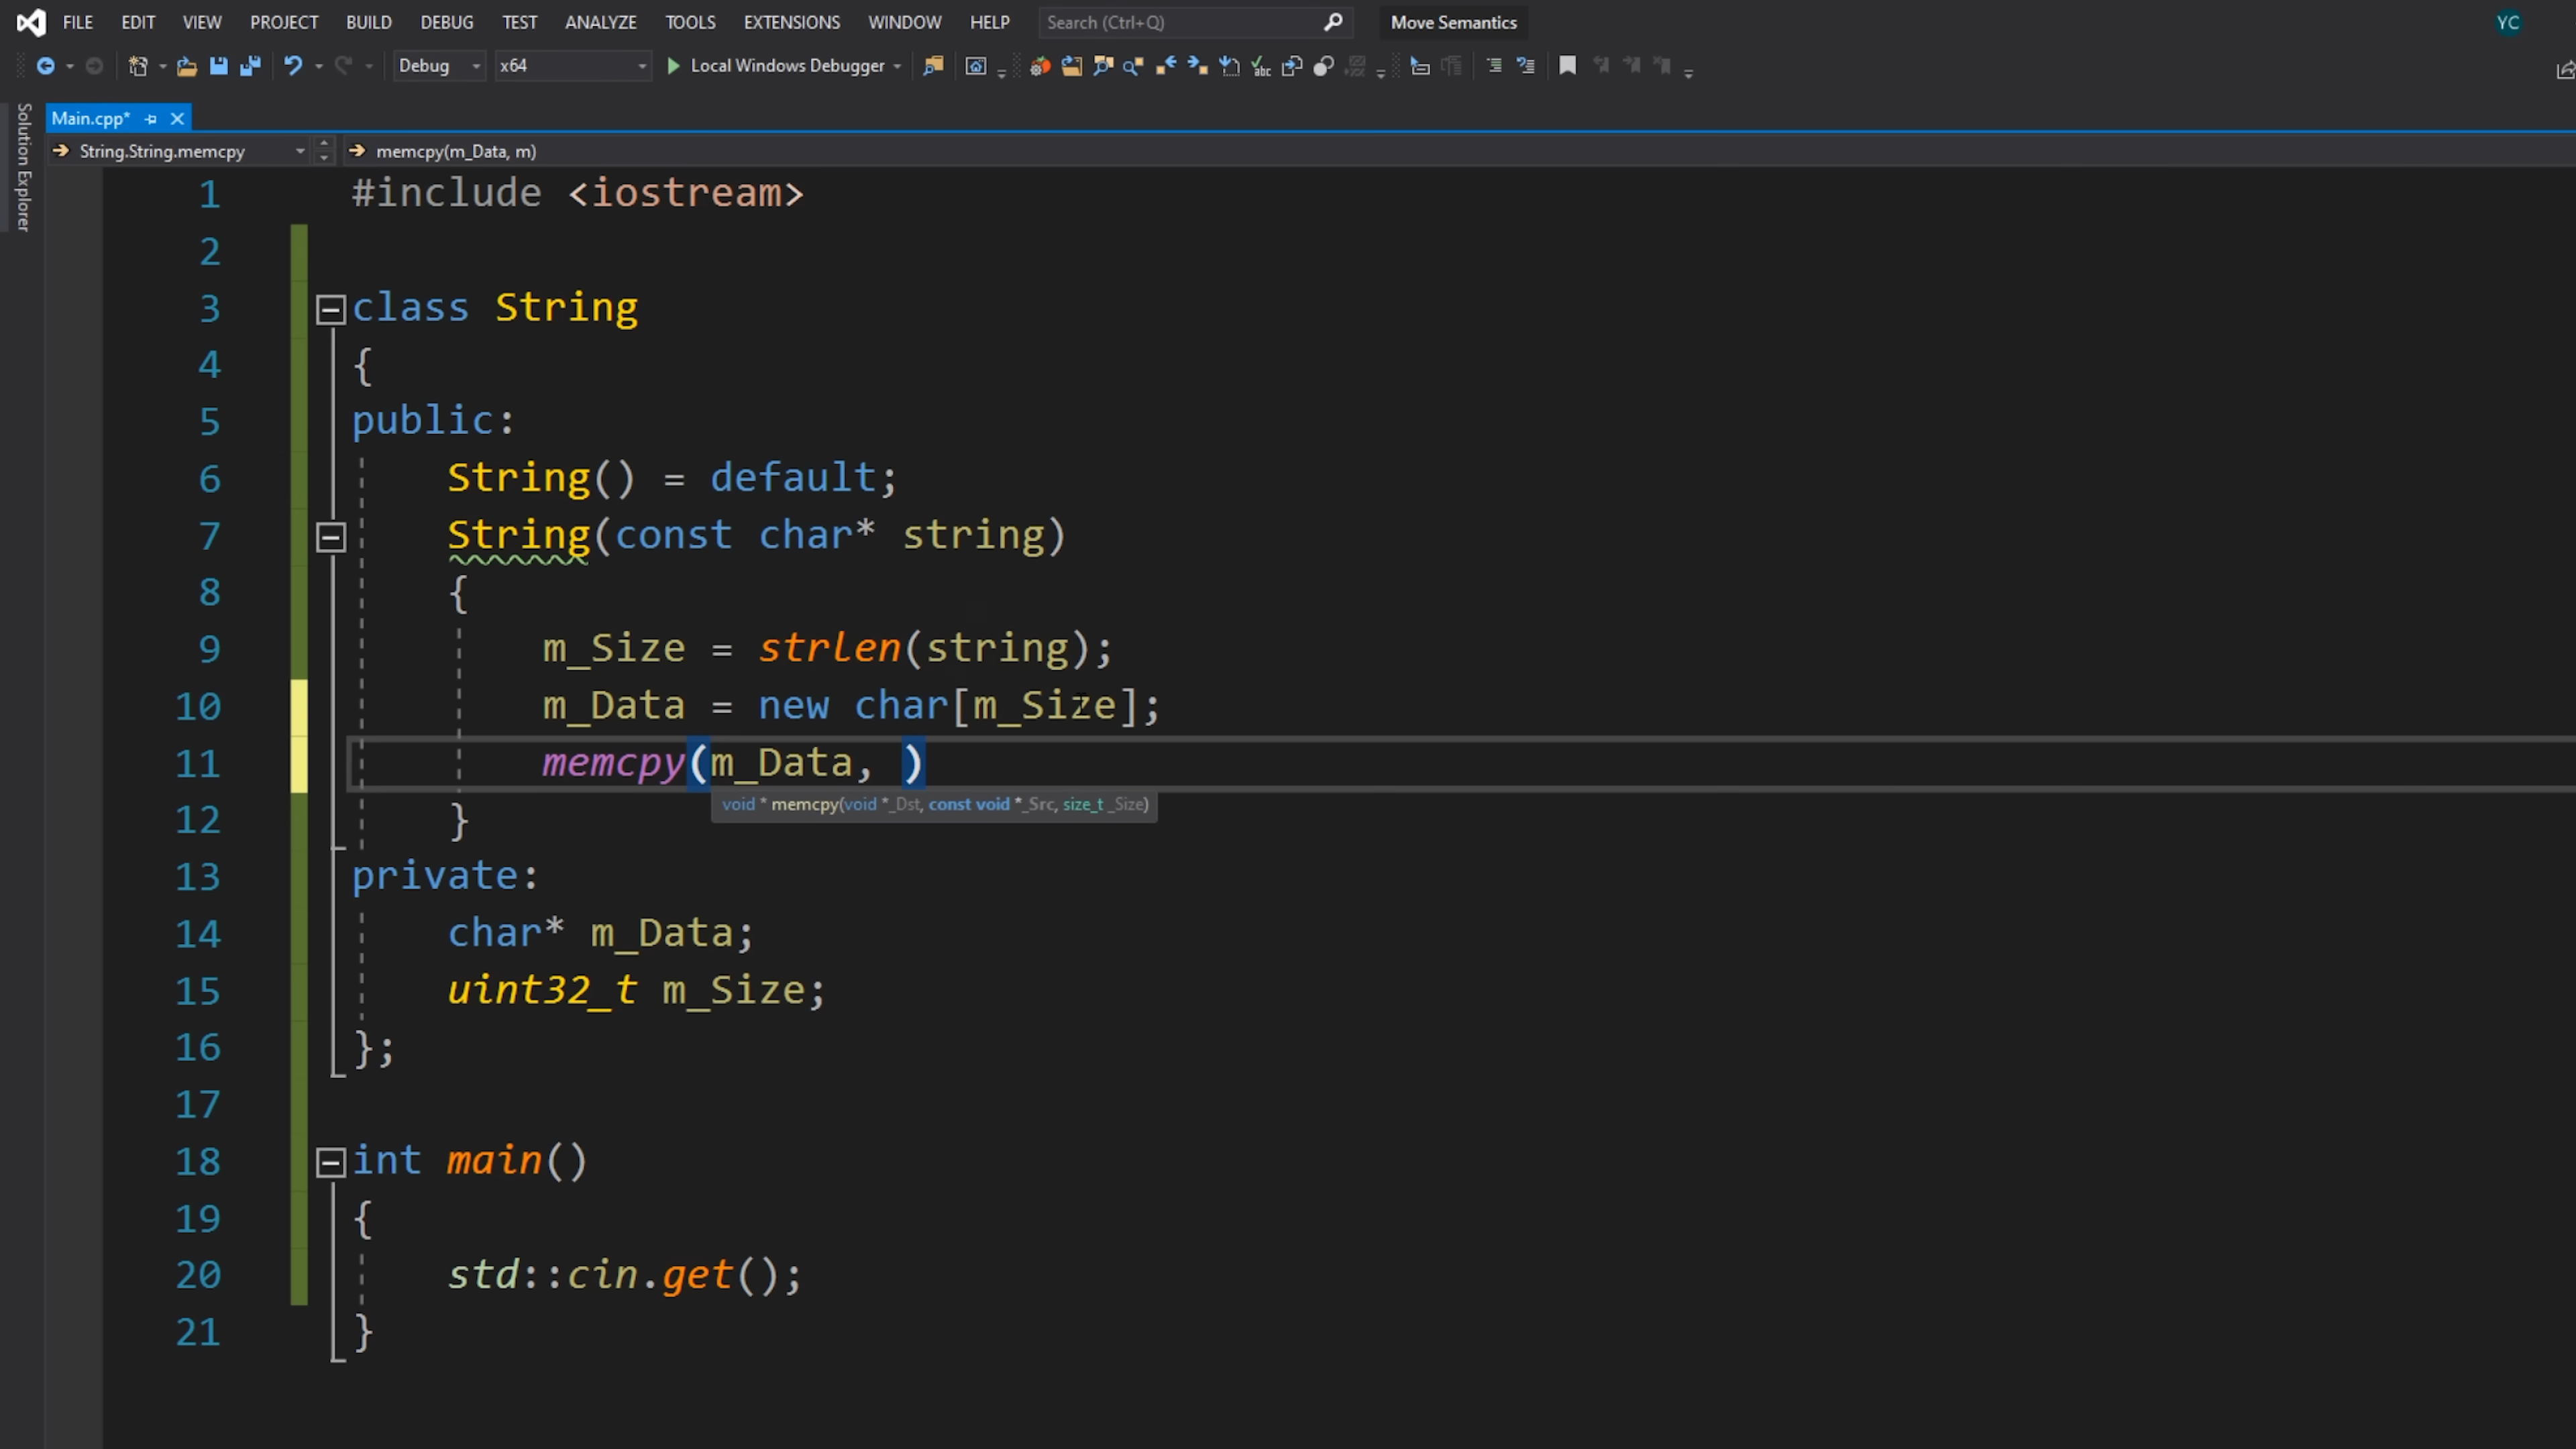 FILE EDIT VIEW PROJECT BUILD DEBUG TEST ANALYZE TOOLS EXTENSIONS WINDOW HELP Search (Ctrl+Q) Move Semantics YC
Debug x64 Local Windows Debugger
Solution Explorer
Main.cpp*
String.String.memcpy memcpy(m_Data, m)
1 #include <iostream>
2
3 class String
4 {
5 public:
6 String() = default;
7 String(const char* string)
8 {
9 m_Size = strlen(string);
10 m_Data = new char[m_Size];
11 memcpy(m_Data, )
void * memcpy(void *_Dst, const void *_Src, size_t _Size)
12 }
13 private:
14 char* m_Data;
15 uint32_t m_Size;
16 };
17
18 int main()
19 {
20 std::cin.get();
21 }